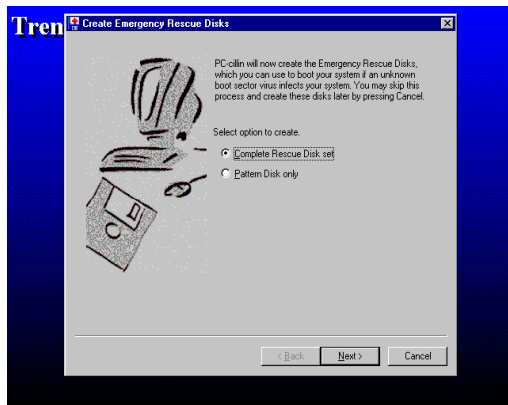 Tren
Create Emergency Rescue Disks
PC-cillin will now create the Emergency Rescue Disks,
which you can use to boot your system if an unknown
boot sector virus infects your system. You may skip this
process and create these disks later by pressing Cancel.
Select option to create.
Complete Rescue Disk set
Pattern Disk only
< Back
Next >
Cancel